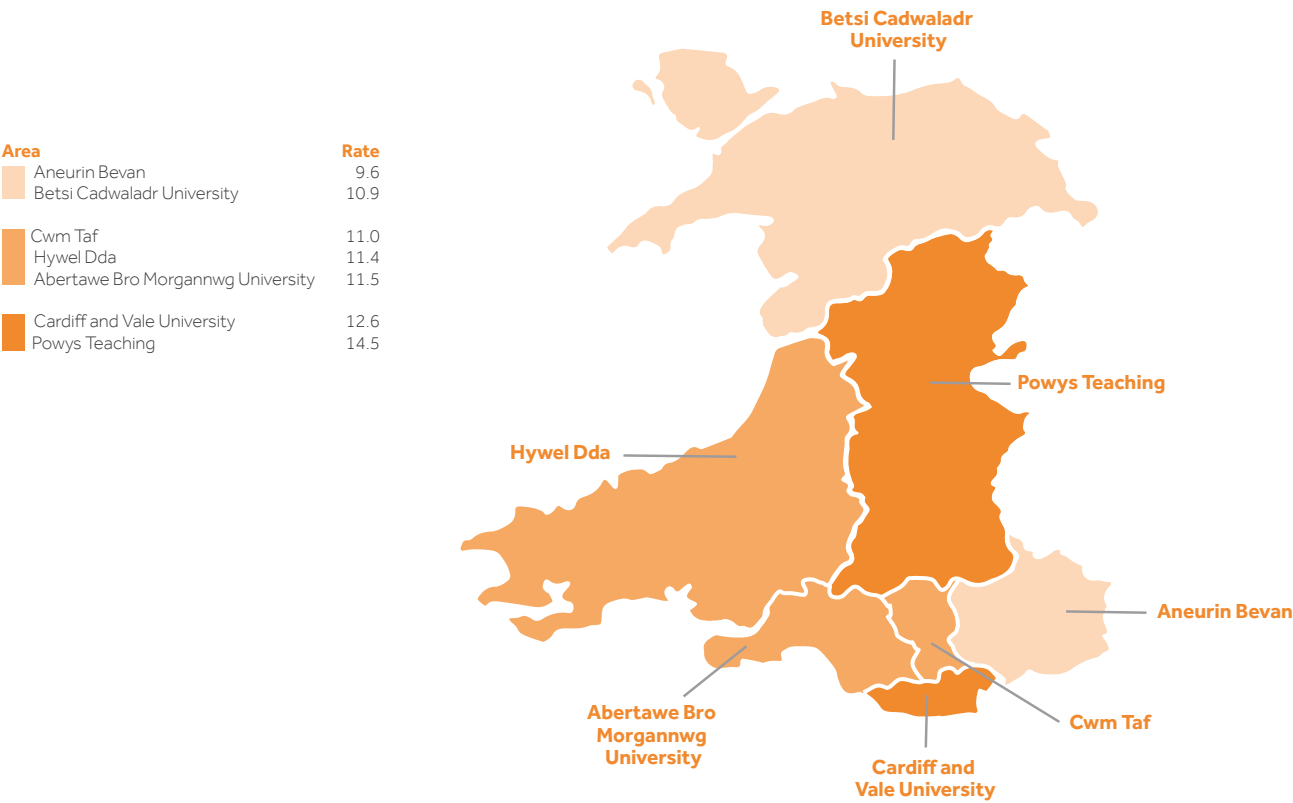 Area Rate
Aneurin Bevan 9.6
Betsi Cadwaladr University 10.9
Cwm Taf 11.0
Hywel Dda 11.4
Abertawe Bro Morgannwg University 11.5
Cardiff and Vale University 12.6
Powys Teaching 14.5
Betsi Cadwaladr
University
Powys Teaching
Hywel Dda
Aneurin Bevan
Abertawe Bro
Morgannwg
University
Cwm Taf
Cardiff and
Vale University